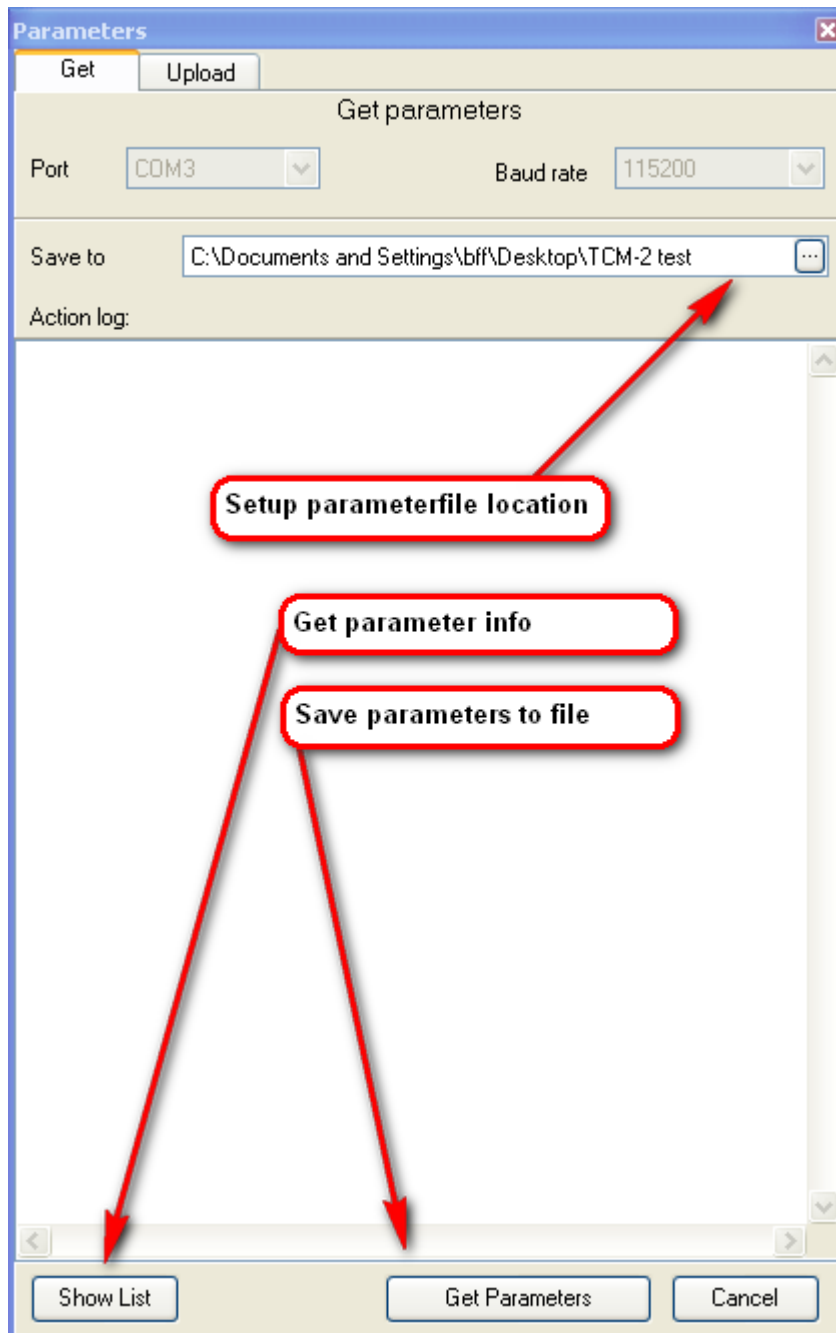 Parameters
Get Upload
Get parameters
Port COM3 Baud rate 115200
Save to C:\Documents and Settings\bff\Desktop\TCM-2 test ...
Action log:
Setup parameterfile location
Get parameter info
Save parameters to file
Show List Get Parameters Cancel